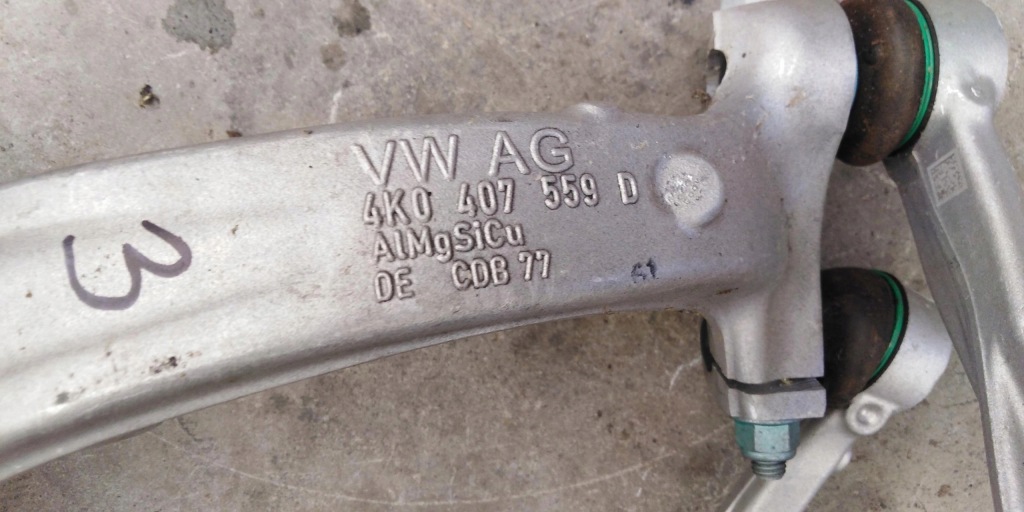 VW AG
4K0 407 559 D
AlMgSiCu
DE CDB 77
3